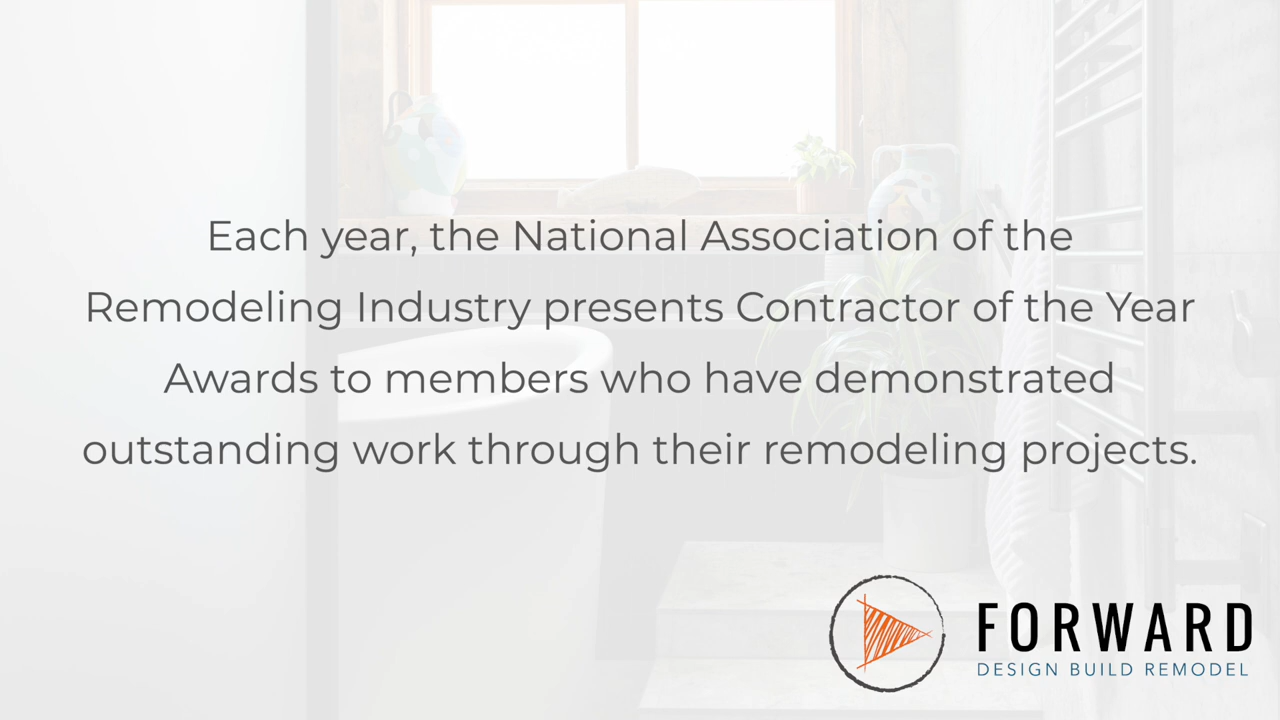 Each year, the National Association of the
Remodeling Industry presents Contractor of the Year
Awards to members who have demonstrated
outstanding work through their remodeling projects.
FORWARD
DESIGN BUILD REMODEL